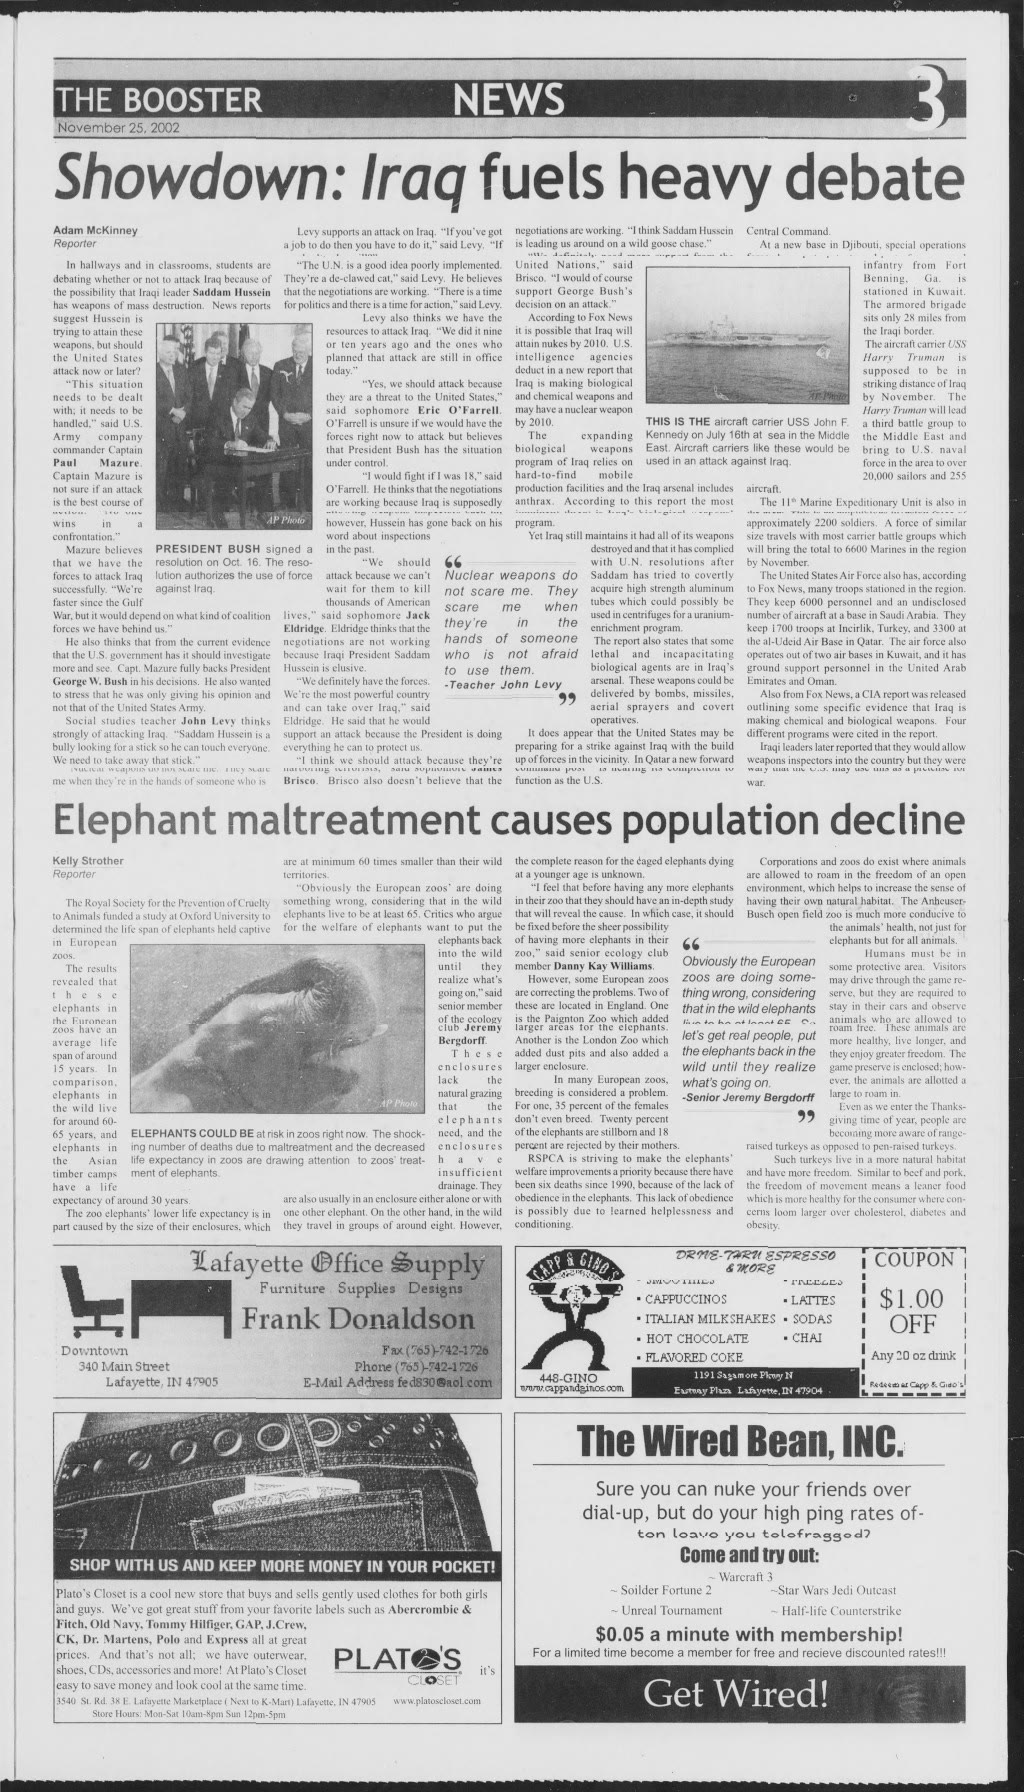 THE BOOSTER
NEWS
3
November 25, 2002
Showdown: Iraq fuels heavy debate
Adam McKinney
Reporter
In hallways and in classrooms, students are
debating whether or not to attack Iraq because of
the possibility that Iraqi leader Saddam Hussein
has weapons of mass destruction. News reports
suggest Hussein is
trying to attain these
weapons, but should
the United States
attack now or later?
"This situation
needs to be dealt
with; it needs to be
handled," said U.S.
Army company
commander Captain
Paul Mazure.
Captain Mazure is
not sure if an attack
is the best course of
wins in a
confrontation."
Mazure believes
that we have the
forces to attack Iraq
successfully. "We're
faster since the Gulf
War, but it would depend on what kind of coalition
forces we have behind us."
He also thinks that from the current evidence
that the U.S. government has it should investigate
more and see. Capt. Mazure fully backs President
George W. Bush in his decisions. He also wanted
to stress that he was only giving his opinion and
not that of the United States Army.
Social studies teacher John Levy thinks
strongly of attacking Iraq. "Saddam Hussein is a
bully looking for a stick so he can touch everyone.
We need to take away that stick."
"Nuclear weapons do not scare me. They scare
me when they're in the hands of someone who is
AP Photo
PRESIDENT BUSH signed a
resolution on Oct. 16. The reso-
lution authorizes the use of force
against Iraq.
Levy supports an attack on Iraq. "If you've got
a job to do then you have to do it," said Levy. "If
"The U.N. is a good idea poorly implemented.
They're a de-clawed cat," said Levy. He believes
that the negotiations are working. "There is a time
for politics and there is a time for action," said Levy.
Levy also thinks we have the
resources to attack Iraq. "We did it nine
or ten years ago and the ones who
planned that attack are still in office
today."
"Yes, we should attack because
they are a threat to the United States,"
said sophomore Eric O'Farrell.
O'Farrell is unsure if we would have the
forces right now to attack but believes
that President Bush has the situation
under control.
"I would fight if I was 18," said
O'Farrell. He thinks that the negotiations
are working because Iraq is supposedly
however, Hussein has gone back on his
word about inspections
in the past.
"We should
attack because we can't
wait for them to kill
thousands of American
lives," said sophomore Jack
Eldridge. Eldridge thinks that the
negotiations are not working
because Iraqi President Saddam
Hussein is elusive.
"We definitely have the forces.
We're the most powerful country
and can take over Iraq," said
Eldridge. He said that he would
support an attack because the President is doing
everything he can to protect us.
"I think we should attack because they're
harboring terrorists," said sophomore James
Brisco. Brisco also doesn't believe that the
"
Nuclear weapons do
not scare me. They
scare me when
they're in the
hands of someone
who is not afraid
to use them.
-Teacher John Levy
"
negotiations are working. "I think Saddam Hussein
is leading us around on a wild goose chase."
"We definitely need more support from the
United Nations," said
Brisco. "I would of course
support George Bush's
decision on an attack."
According to Fox News
it is possible that Iraq will
attain nukes by 2010. U.S.
intelligence agencies
deduct in a new report that
Iraq is making biological
and chemical weapons and
may have a nuclear weapon
by 2010.
The expanding
biological weapons
program of Iraq relies on
hard-to-find mobile
production facilities and the Iraq arsenal includes
anthrax. According to this report the most
program.
Yet Iraq still maintains it had all of its weapons
destroyed and that it has complied
with U.N. resolutions after
Saddam has tried to covertly
acquire high strength aluminum
tubes which could possibly be
used in centrifuges for a uranium-
enrichment program.
The report also states that some
lethal and incapacitating
biological agents are in Iraq's
arsenal. These weapons could be
delivered by bombs, missiles,
aerial sprayers and covert
operatives.
It does appear that the United States may be
preparing for a strike against Iraq with the build
up of forces in the vicinity. In Qatar a new forward
command post is nearing its completion to
function as the U.S.
AP Photo
THIS IS THE aircraft carrier USS John F.
Kennedy on July 16th at sea in the Middle
East. Aircraft carriers like these would be
used in an attack against Iraq.
Central Command.
At a new base in Djibouti, special operations
infantry from Fort
Benning, Ga. is
stationed in Kuwait.
The armored brigade
sits only 28 miles from
the Iraqi border.
The aircraft carrier USS
Harry Truman is
supposed to be in
striking distance of Iraq
by November. The
Harry Truman will lead
a third battle group to
the Middle East and
bring to U.S. naval
force in the area to over
20,000 sailors and 255
aircraft.
The 11th Marine Expeditionary Unit is also in
approximately 2200 soldiers. A force of similar
size travels with most carrier battle groups which
will bring the total to 6600 Marines in the region
by November.
The United States Air Force also has, according
to Fox News, many troops stationed in the region.
They keep 6000 personnel and an undisclosed
number of aircraft at a base in Saudi Arabia. They
keep 1700 troops at Incirlik, Turkey, and 3300 at
the al-Udeid Air Base in Qatar. The air force also
operates out of two air bases in Kuwait, and it has
ground support personnel in the United Arab
Emirates and Oman.
Also from Fox News, a CIA report was released
outlining some specific evidence that Iraq is
making chemical and biological weapons. Four
different programs were cited in the report.
Iraqi leaders later reported that they would allow
weapons inspectors into the country but they were
wary that the U.S. may use this as a pretense for
war.
Elephant maltreatment causes population decline
Kelly Strother
Reporter
The Royal Society for the Prevention of Cruelty
to Animals funded a study at Oxford University to
determined the life span of elephants held captive
in European
zoos.
The results
revealed that
these
elephants in
the European
zoos have an
average life
span of around
15 years. In
comparison,
elephants in
the wild live
for around 60-
65 years, and
elephants in
the Asian
timber camps
have a life
expectancy of around 30 years.
The zoo elephants' lower life expectancy is in
part caused by the size of their enclosures, which
AP Photo
ELEPHANTS COULD BE at risk in zoos right now. The shock-
ing number of deaths due to maltreatment and the decreased
life expectancy in zoos are drawing attention to zoos' treat-
ment of elephants.
are at minimum 60 times smaller than their wild
territories.
"Obviously the European zoos' are doing
something wrong, considering that in the wild
elephants live to be at least 65. Critics who argue
for the welfare of elephants want to put the
elephants back
into the wild
until they
realize what's
going on," said
senior member
of the ecology
club Jeremy
Bergdorff.
These
enclosures
lack the
natural grazing
that the
elephants
need, and the
enclosures
have
insufficient
drainage. They
are also usually in an enclosure either alone or with
one other elephant. On the other hand, in the wild
they travel in groups of around eight. However,
the complete reason for the caged elephants dying
at a younger age is unknown.
"I feel that before having any more elephants
in their zoo that they should have an in-depth study
that will reveal the cause. In which case, it should
be fixed before the sheer possibility
of having more elephants in their
zoo," said senior ecology club
member Danny Kay Williams.
However, some European zoos
are correcting the problems. Two of
these are located in England. One
is the Paignton Zoo which added
larger areas for the elephants.
Another is the London Zoo which
added dust pits and also added a
larger enclosure.
In many European zoos,
breeding is considered a problem.
For one, 35 percent of the females
don't even breed. Twenty percent
of the elephants are stillborn and 18
percent are rejected by their mothers.
RSPCA is striving to make the elephants'
welfare improvements a priority because there have
been six deaths since 1990, because of the lack of
obedience in the elephants. This lack of obedience
is possibly due to learned helplessness and
conditioning.
"
Obviously the European
zoos are doing some-
thing wrong, considering
that in the wild elephants
live to be at least 65. So
let's get real people, put
the elephants back in the
wild until they realize
what's going on.
-Senior Jeremy Bergdorff
"
Corporations and zoos do exist where animals
are allowed to roam in the freedom of an open
environment, which helps to increase the sense of
having their own natural habitat. The Anheuser-
Busch open field zoo is much more conducive to
the animals' health, not just for
elephants but for all animals.
Humans must be in
some protective area. Visitors
may drive through the game re-
serve, but they are required to
stay in their cars and observe
animals who are allowed to
roam free. These animals are
more healthy, live longer, and
they enjoy greater freedom. The
game preserve is enclosed; how-
ever, the animals are allotted a
large to roam in.
Even as we enter the Thanks-
giving time of year, people are
becoming more aware of range-
raised turkeys as opposed to pen-raised turkeys.
Such turkeys live in a more natural habitat
and have more freedom. Similar to beef and pork,
the freedom of movement means a leaner food
which is more healthy for the consumer where con-
cerns loom larger over cholesterol, diabetes and
obesity.
Lafayette Office Supply
Furniture Supplies Designs
Frank Donaldson
Downtown
340 Main Street
Lafayette, IN 47905
Fax (765)-742-1726
Phone (765)-742-1726
E-Mail Address fed830@aol.com
CAPP & GINO'S
448-GINO
www.cappandginos.com
DRIVE-THRU ESPRESSO
& MORE
▪ SMOOTHIES ▪ FREEZES
▪ CAPPUCCINOS ▪ LATTES
▪ ITALIAN MILKSHAKES ▪ SODAS
▪ HOT CHOCOLATE ▪ CHAI
▪ FLAVORED COKE
1191 Sagamore Pkwy N
Eastway Plaza Lafayette, IN 47904
COUPON
$1.00
OFF
Any 20 oz drink
Redeem at Capp & Gino's
SHOP WITH US AND KEEP MORE MONEY IN YOUR POCKET!
Plato's Closet is a cool new store that buys and sells gently used clothes for both girls
and guys. We've got great stuff from your favorite labels such as Abercrombie &
Fitch, Old Navy, Tommy Hilfiger, GAP, J.Crew,
CK, Dr. Martens, Polo and Express all at great
prices. And that's not all; we have outerwear,
shoes, CDs, accessories and more! At Plato's Closet it's
easy to save money and look cool at the same time.
PLATO'S
CLOSET
3540 St. Rd. 38 E. Lafayette Marketplace ( Next to K-Mart) Lafayette, IN 47905 www.platoscloset.com
Store Hours: Mon-Sat 10am-8pm Sun 12pm-5pm
The Wired Bean, INC.
Sure you can nuke your friends over
dial-up, but do your high ping rates of-
ten leave you telefragged?
Come and try out:
~ Warcraft 3
~ Soilder Fortune 2 ~Star Wars Jedi Outcast
~ Unreal Tournament ~ Half-life Counterstrike
$0.05 a minute with membership!
For a limited time become a member for free and recieve discounted rates!!!
Get Wired!